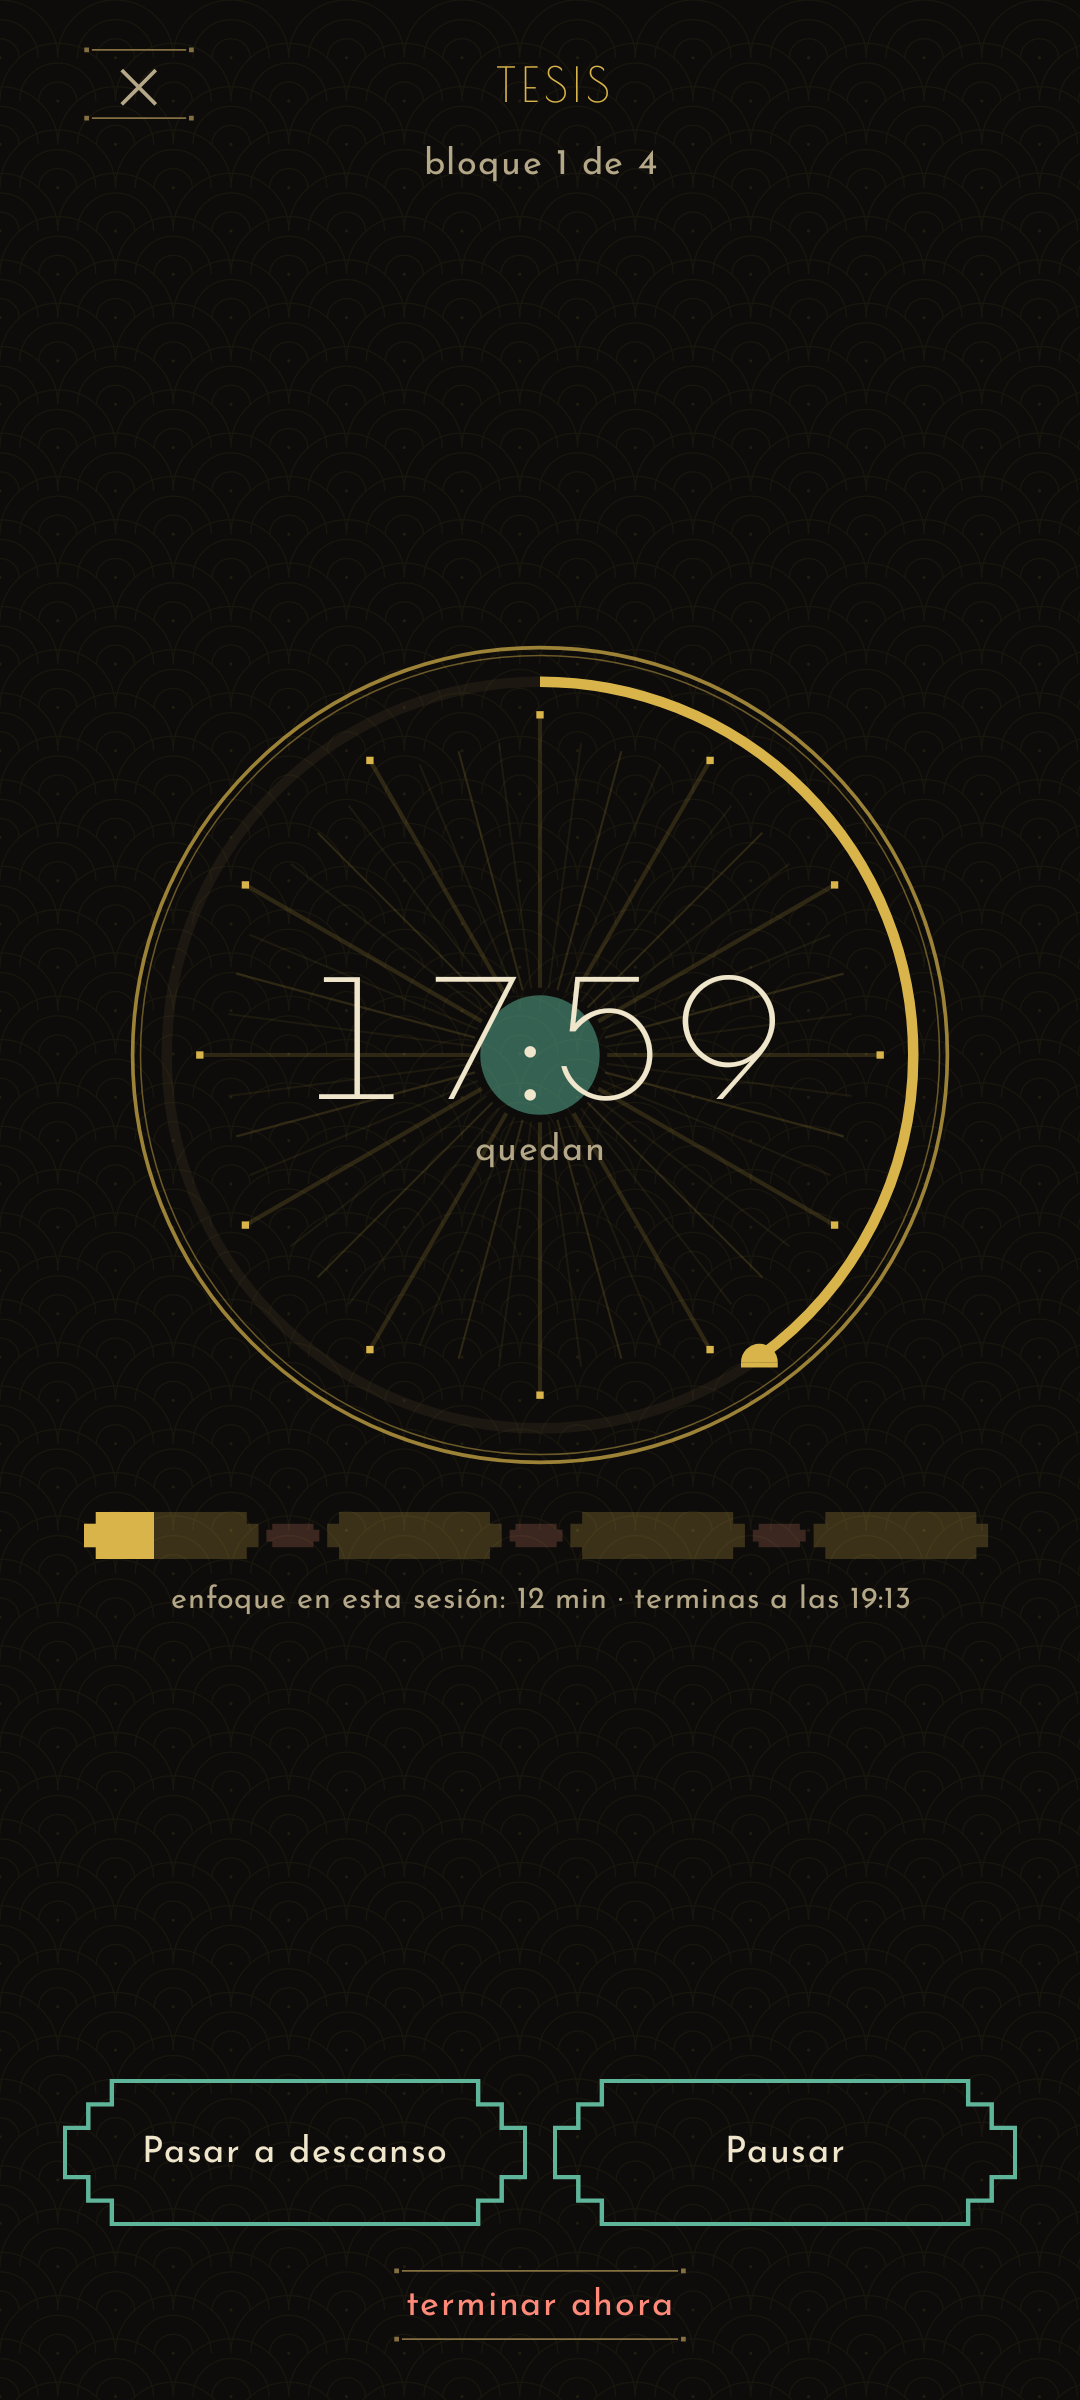 TESIS
bloque 1 de 4
17:59
quedan
enfoque en esta sesión: 12 min · terminas a las 19:13
Pasar a descanso
Pausar
terminar ahora